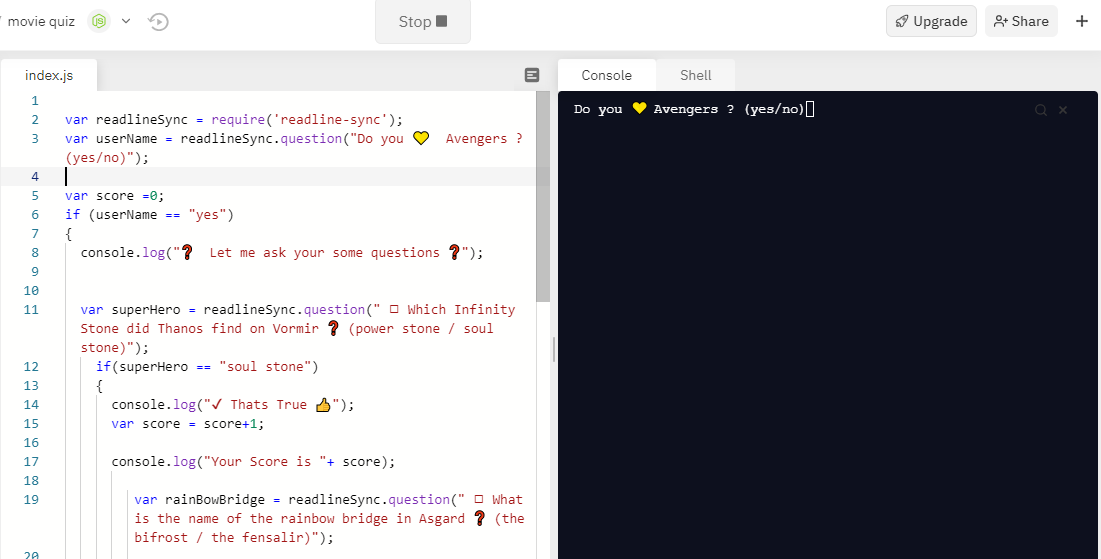 movie quiz
Stop
Upgrade
Share
index.js
1
2 var readlineSync = require('readline-sync');
3 var userName = readlineSync.question("Do you 💛 Avengers ?
(yes/no)");
4
5 var score =0;
6 if (userName == "yes")
7 {
8 console.log("❓ Let me ask your some questions ❓");
9
10
11 var superHero = readlineSync.question(" □ Which Infinity
Stone did Thanos find on Vormir ❓ (power stone / soul
stone)");
12 if(superHero == "soul stone")
13 {
14 console.log("✔ Thats True 👍");
15 var score = score+1;
16
17 console.log("Your Score is "+ score);
18
19 var rainBowBridge = readlineSync.question(" □ What
is the name of the rainbow bridge in Asgard ❓ (the
bifrost / the fensalir)");
20
Console
Shell
Do you 💛 Avengers ? (yes/no)